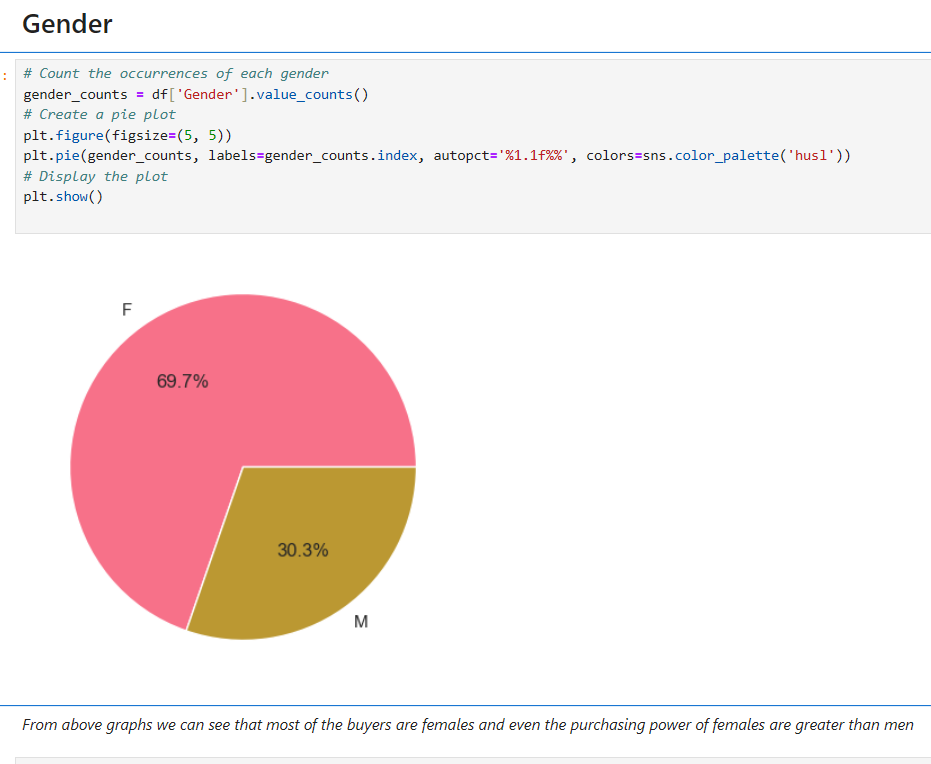 Gender
:
# Count the occurrences of each gender
gender_counts = df['Gender'].value_counts()
# Create a pie plot
plt.figure(figsize=(5, 5))
plt.pie(gender_counts, labels=gender_counts.index, autopct='%1.1f%%', colors=sns.color_palette('husl'))
# Display the plot
plt.show()
F
69.7%
30.3%
M
From above graphs we can see that most of the buyers are females and even the purchasing power of females are greater than men